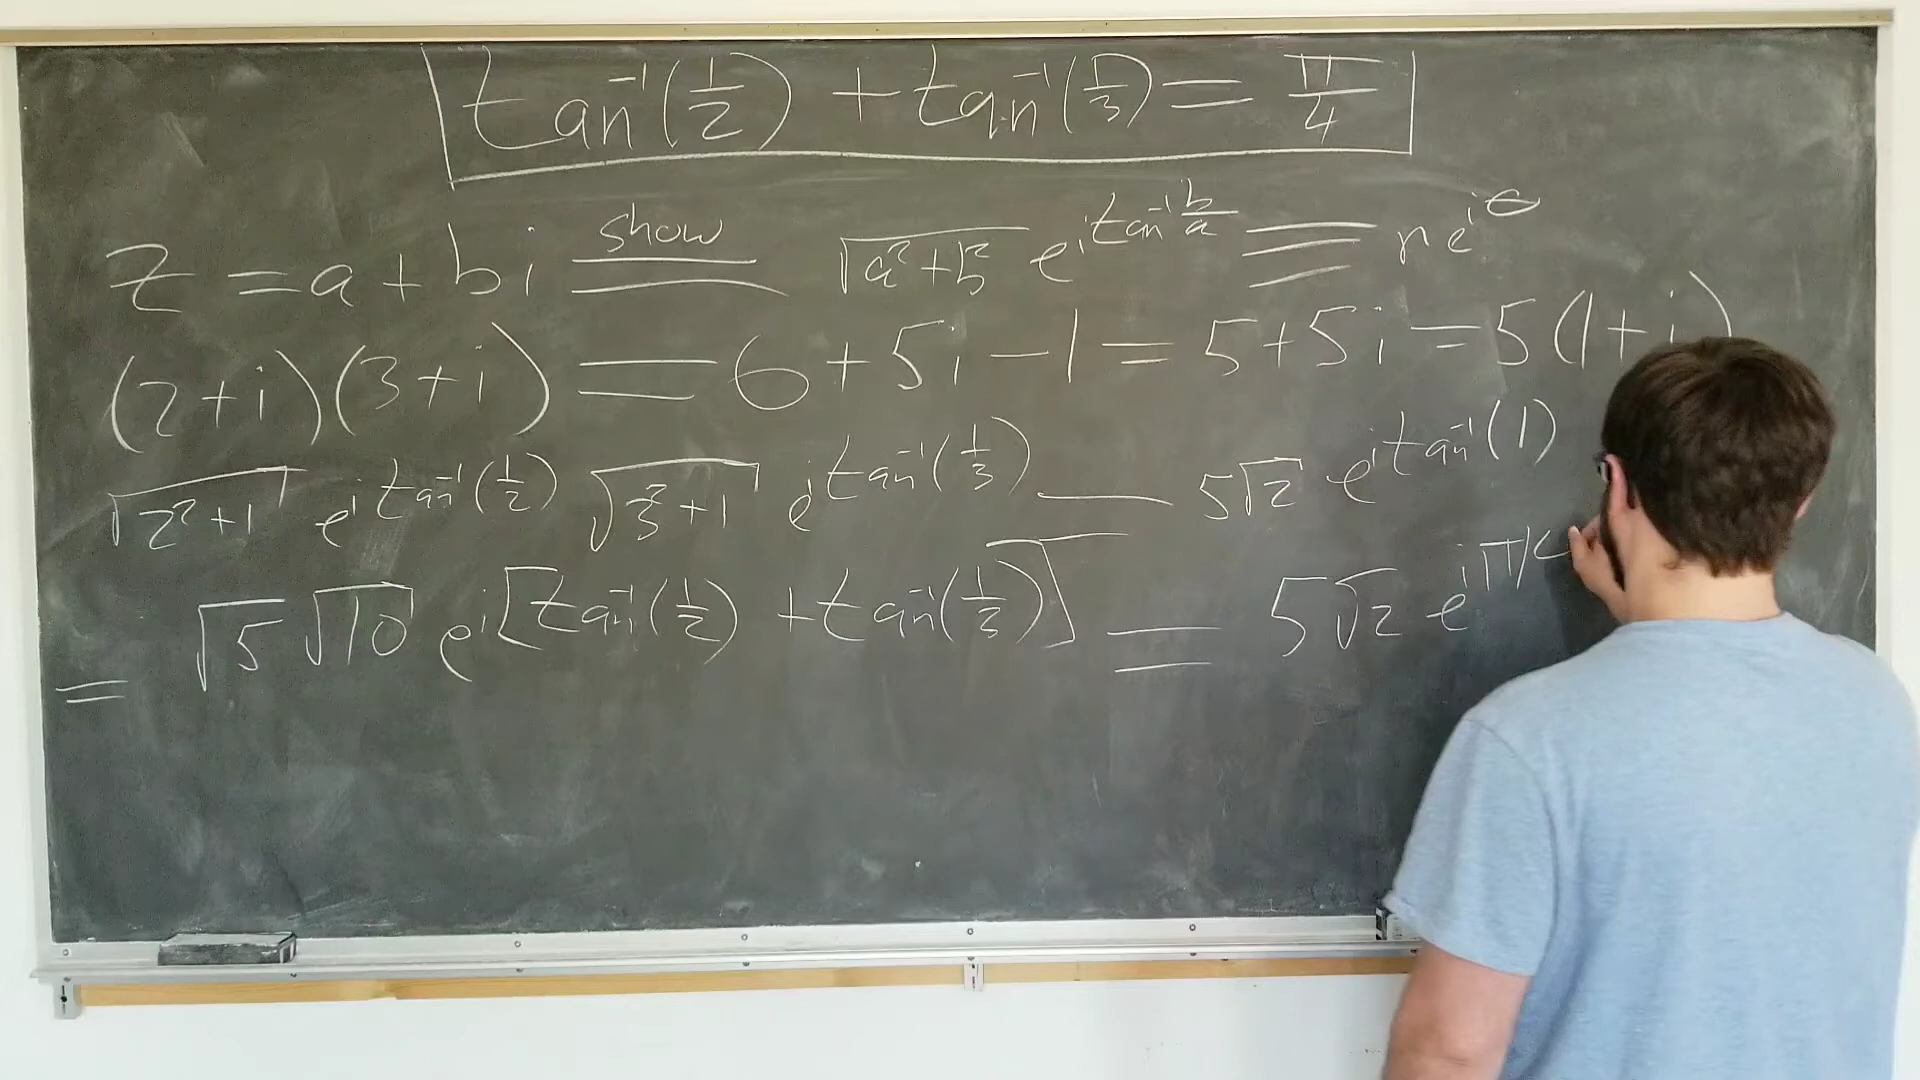 tan⁻¹(1/2) + tan⁻¹(1/3) = π/4
z = a + bi show = √(a²+b²) e^(i tan⁻¹ b/a) ≡ r e^(iθ)
(2+i)(3+i) = 6 + 5i − 1 = 5 + 5i = 5(1+i)
√(2²+1) e^(i tan⁻¹(1/2)) √(3²+1) e^(i tan⁻¹(1/3)) = 5√2 e^(i tan⁻¹(1))
= √5 √10 e^(i[tan⁻¹(1/2) + tan⁻¹(1/3)]) = 5√2 e^(iπ/4)